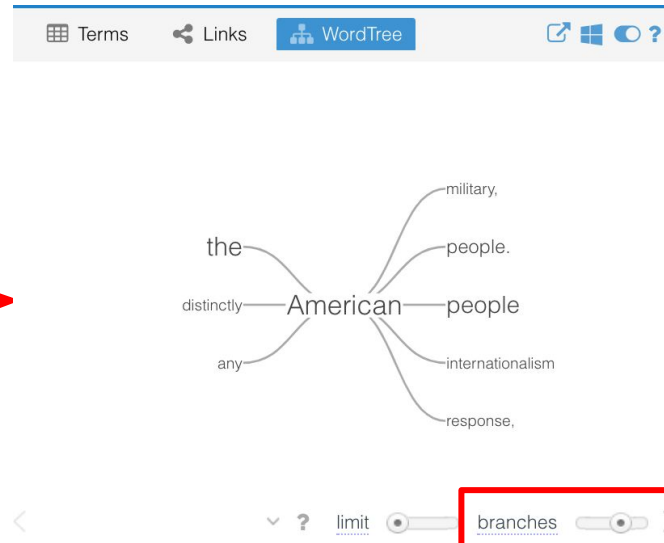 Terms Links WordTree ?
military,
the people.
distinctly American people
any internationalism
response,
? limit branches